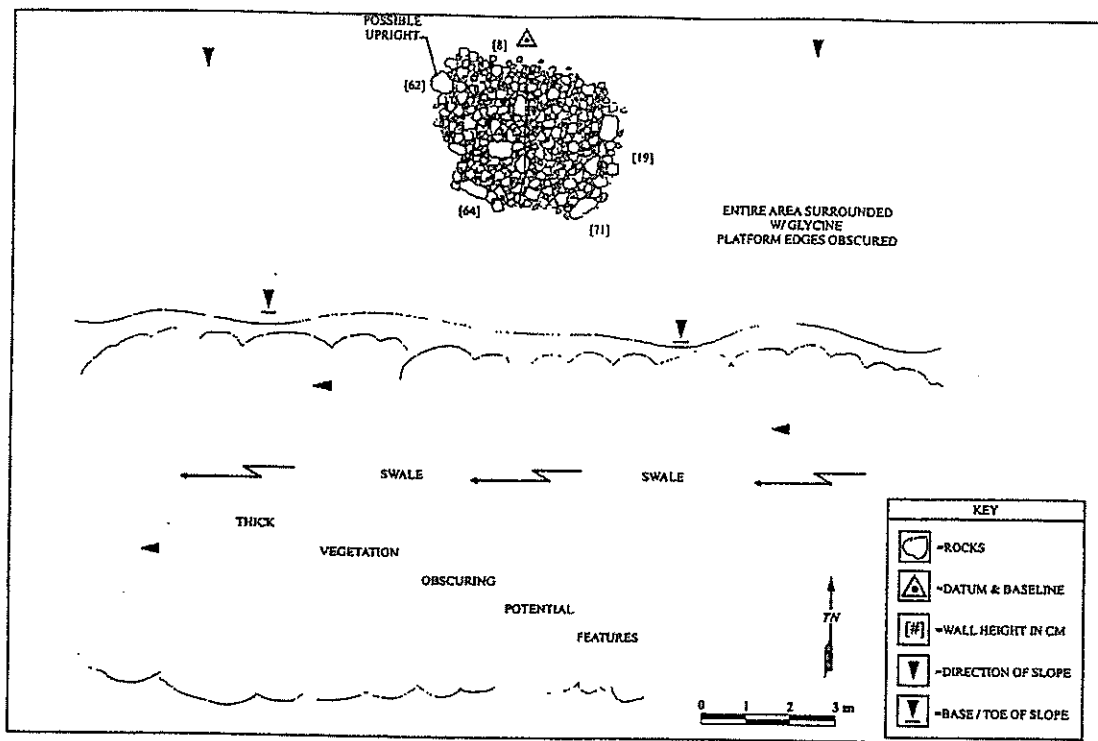 POSSIBLE
UPRIGHT
[8]
[62]
[19]
[64]
[71]
ENTIRE AREA SURROUNDED
W/ GLYCINE
PLATFORM EDGES OBSCURED
SWALE
SWALE
THICK
VEGETATION
OBSCURING
POTENTIAL
FEATURES
TN
0 1 2 3 m
KEY
=ROCKS
=DATUM & BASELINE
[#] =WALL HEIGHT IN CM
=DIRECTION OF SLOPE
=BASE / TOE OF SLOPE